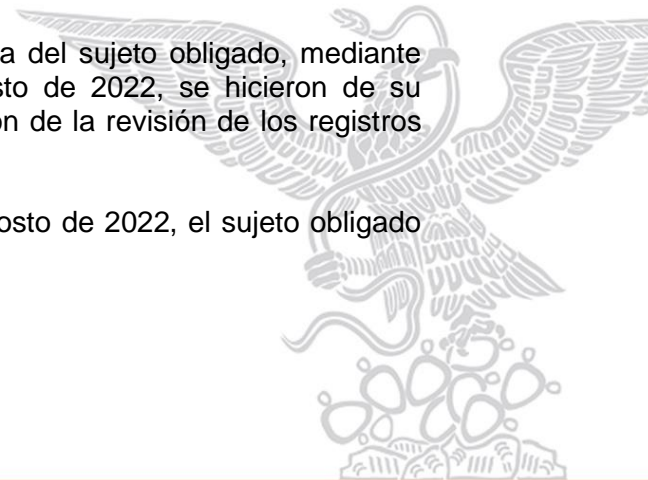 a del sujeto obligado, mediante
sto de 2022, se hicieron de su
ón de la revisión de los registros
osto de 2022, el sujeto obligado